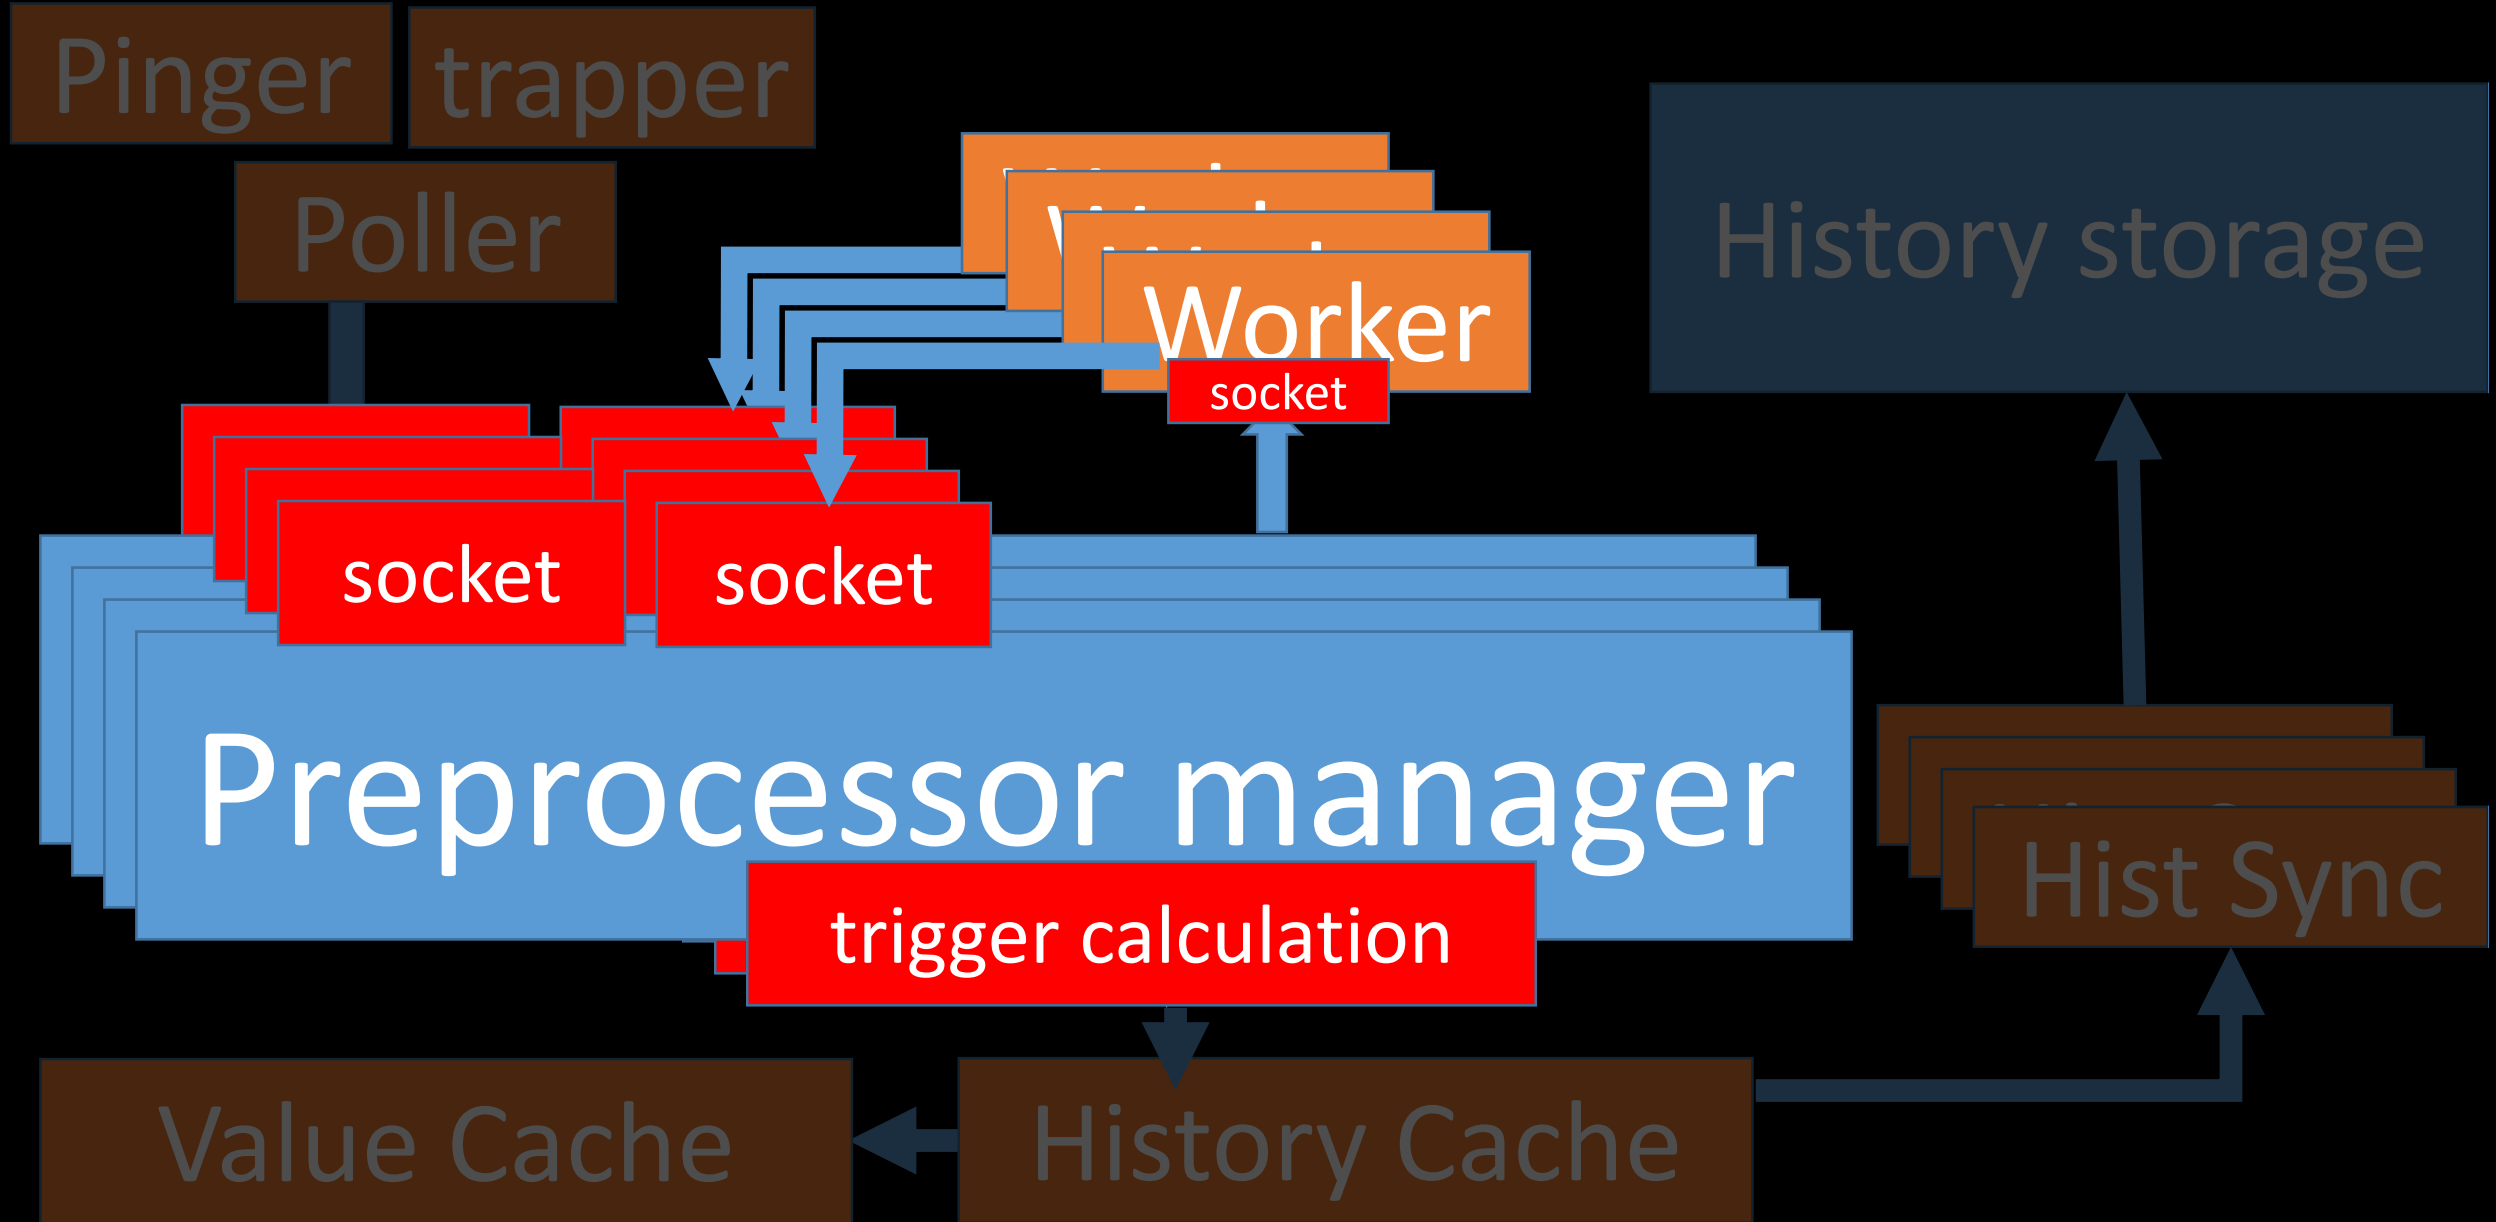 Pinger
trapper
Poller
History storage
Worker
socket
socket
socket
Preprocessor manager
trigger calculation
Hist Sync
Value Cache
History Cache